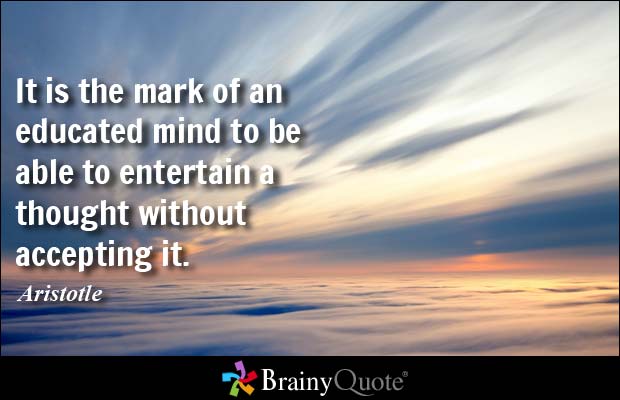 It is the mark of an
educated mind to be
able to entertain a
thought without
accepting it.
Aristotle
BrainyQuote®